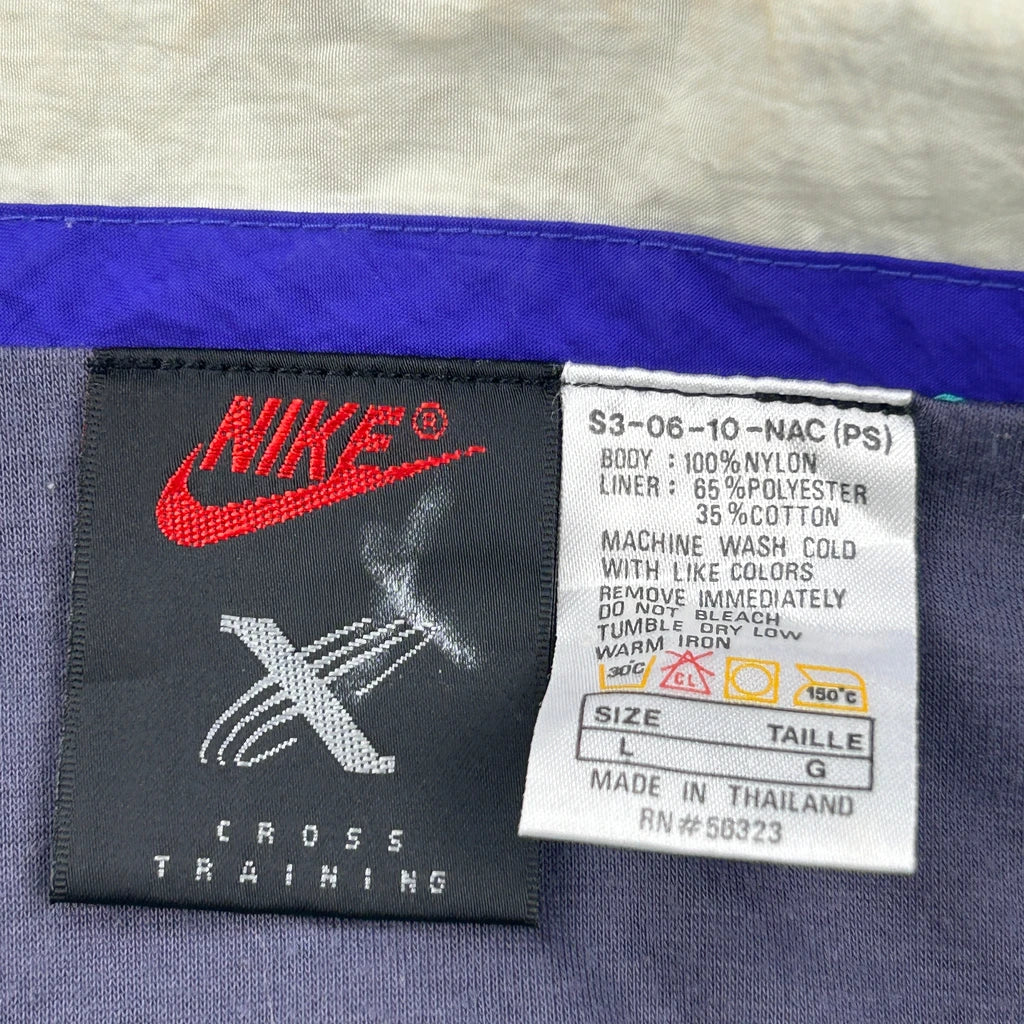 NIKE®
X
CROSS
TRAINING
S3-06-10-NAC (PS)
BODY : 100% NYLON
LINER : 65% POLYESTER
35% COTTON
MACHINE WASH COLD
WITH LIKE COLORS
REMOVE IMMEDIATELY
DO NOT BLEACH
TUMBLE DRY LOW
WARM IRON
30°C CL 150°C
SIZE TAILLE
L G
MADE IN THAILAND
RN#56323